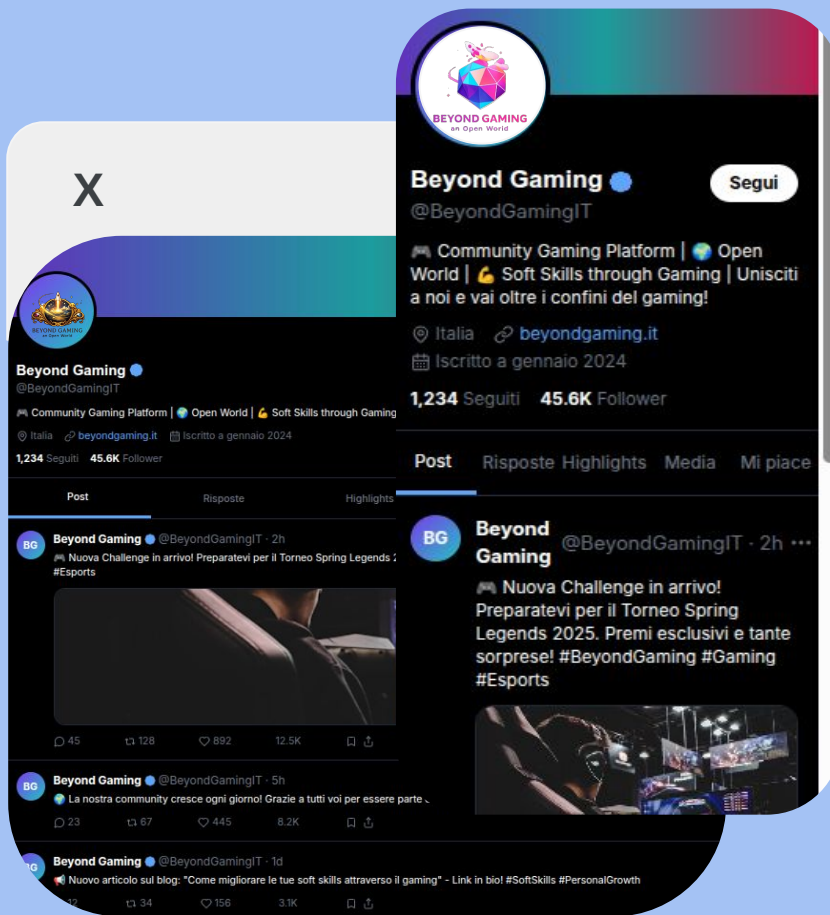 X
BEYOND GAMING
an Open World
Beyond Gaming
@BeyondGamingIT
🎮 Community Gaming Platform | 🌍 Open World | 💪 Soft Skills through Gaming
Italia beyondgaming.it Iscritto a gennaio 2024
1,234 Seguiti 45.6K Follower
Post Risposte Highlights
BG
Beyond Gaming @BeyondGamingIT · 2h
🎮 Nuova Challenge in arrivo! Preparatevi per il Torneo Spring Legends
#Esports
45 128 892 12.5K
BG
Beyond Gaming @BeyondGamingIT · 5h
🌍 La nostra community cresce ogni giorno! Grazie a tutti voi per essere parte
23 67 445 8.2K
BG
Beyond Gaming @BeyondGamingIT · 1d
📢 Nuovo articolo sul blog: "Come migliorare le tue soft skills attraverso il gaming" - Link in bio! #SoftSkills #PersonalGrowth
12 34 156 3.1K
BEYOND GAMING
an Open World
Beyond Gaming
Segui
@BeyondGamingIT
🎮 Community Gaming Platform | 🌍 Open
World | 💪 Soft Skills through Gaming | Unisciti
a noi e vai oltre i confini del gaming!
Italia beyondgaming.it
Iscritto a gennaio 2024
1,234 Seguiti 45.6K Follower
Post Risposte Highlights Media Mi piace
BG
Beyond
Gaming @BeyondGamingIT · 2h ···
🎮 Nuova Challenge in arrivo!
Preparatevi per il Torneo Spring
Legends 2025. Premi esclusivi e tante
sorprese! #BeyondGaming #Gaming
#Esports